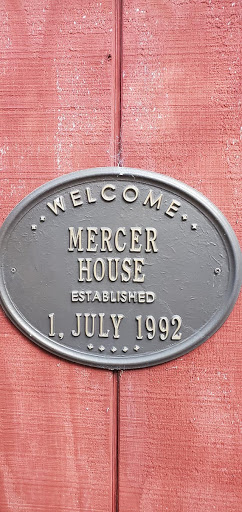 WELCOME
MERCER
HOUSE
ESTABLISHED
1, JULY 1992